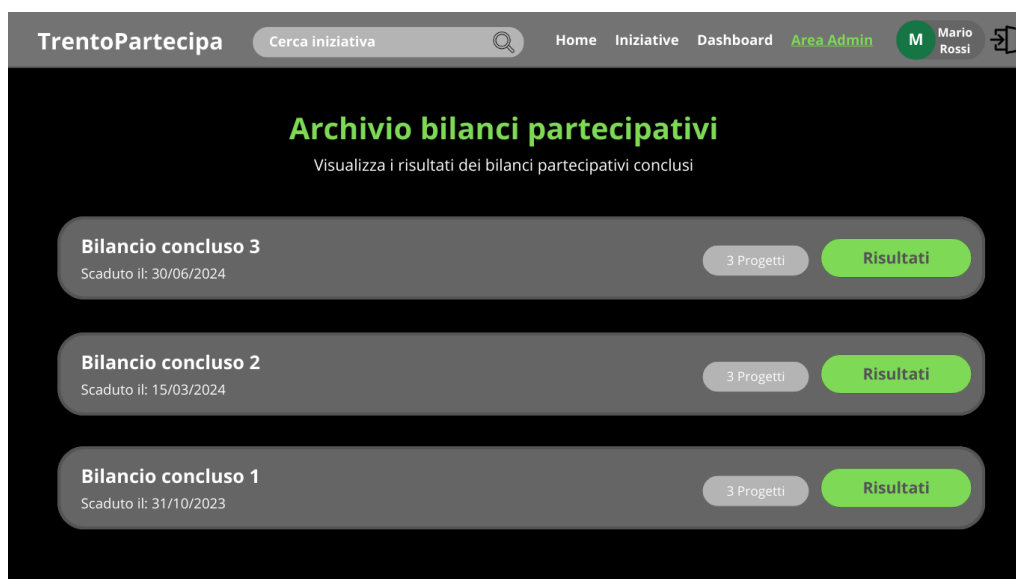 TrentoPartecipa
Cerca iniziativa
Home Iniziative Dashboard Area Admin
M
Mario
Rossi
Archivio bilanci partecipativi
Visualizza i risultati dei bilanci partecipativi conclusi
Bilancio concluso 3
Scaduto il: 30/06/2024
3 Progetti
Risultati
Bilancio concluso 2
Scaduto il: 15/03/2024
3 Progetti
Risultati
Bilancio concluso 1
Scaduto il: 31/10/2023
3 Progetti
Risultati